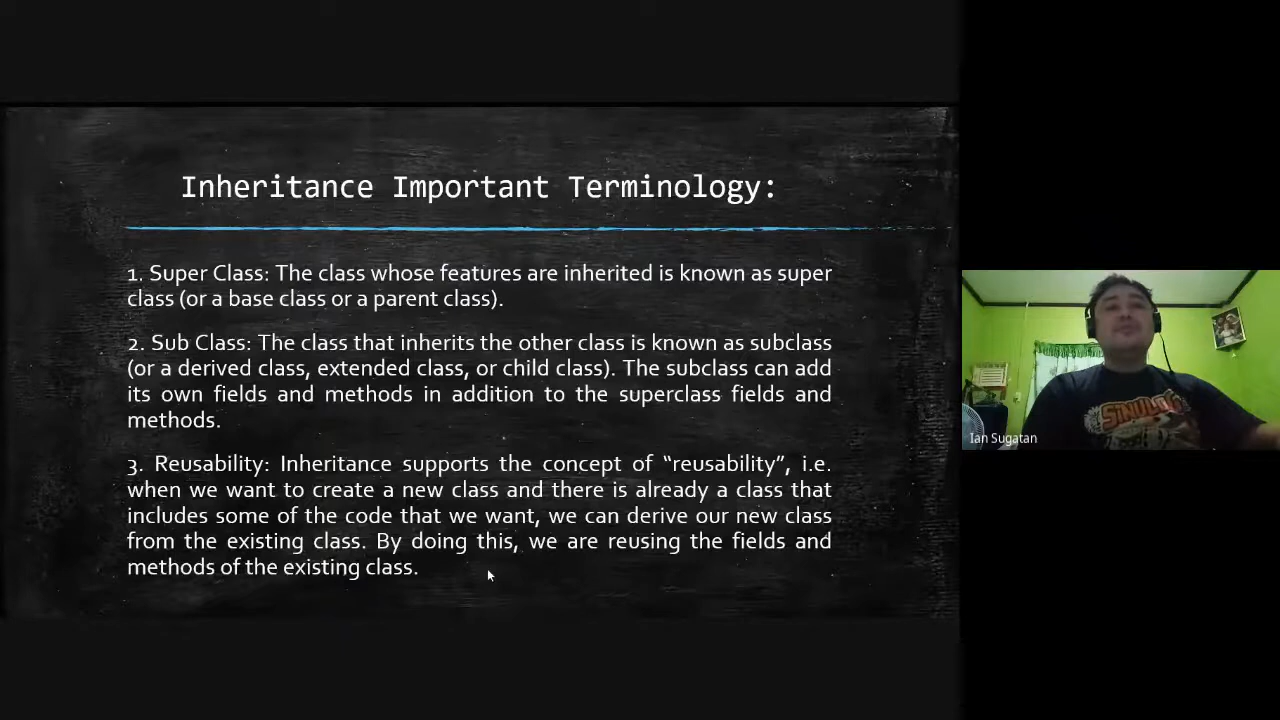 Inheritance Important Terminology:
1. Super Class: The class whose features are inherited is known as super
class (or a base class or a parent class).
2. Sub Class: The class that inherits the other class is known as subclass
(or a derived class, extended class, or child class). The subclass can add
its own fields and methods in addition to the superclass fields and
methods.
3. Reusability: Inheritance supports the concept of “reusability”, i.e.
when we want to create a new class and there is already a class that
includes some of the code that we want, we can derive our new class
from the existing class. By doing this, we are reusing the fields and
methods of the existing class.
SINULOG
Ian Sugatan